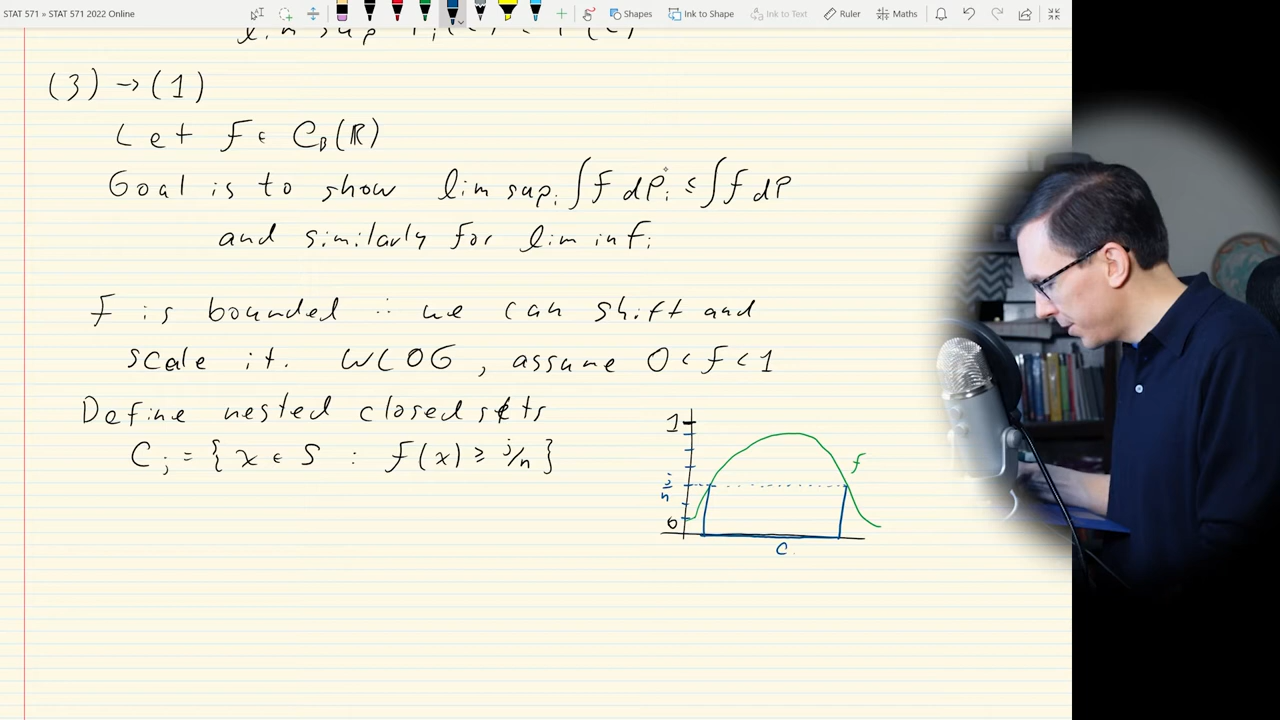 STAT 571 » STAT 571 2022 Online
Shapes
Ink to Shape
Ink to Text
Ruler
Maths
lim sup
(3) → (1)
Let f ∈ C_B(ℝ)
Goal is to show lim sup_i ∫ f dP_i ≤ ∫ f dP
and similarly for lim inf_i
f is bounded ∴ we can shift and
scale it. WLOG, assume 0 < f < 1
Define nested closed sets
C_j = { x ∈ S : f(x) ≥ j/n }
1
f
j/n
0
C